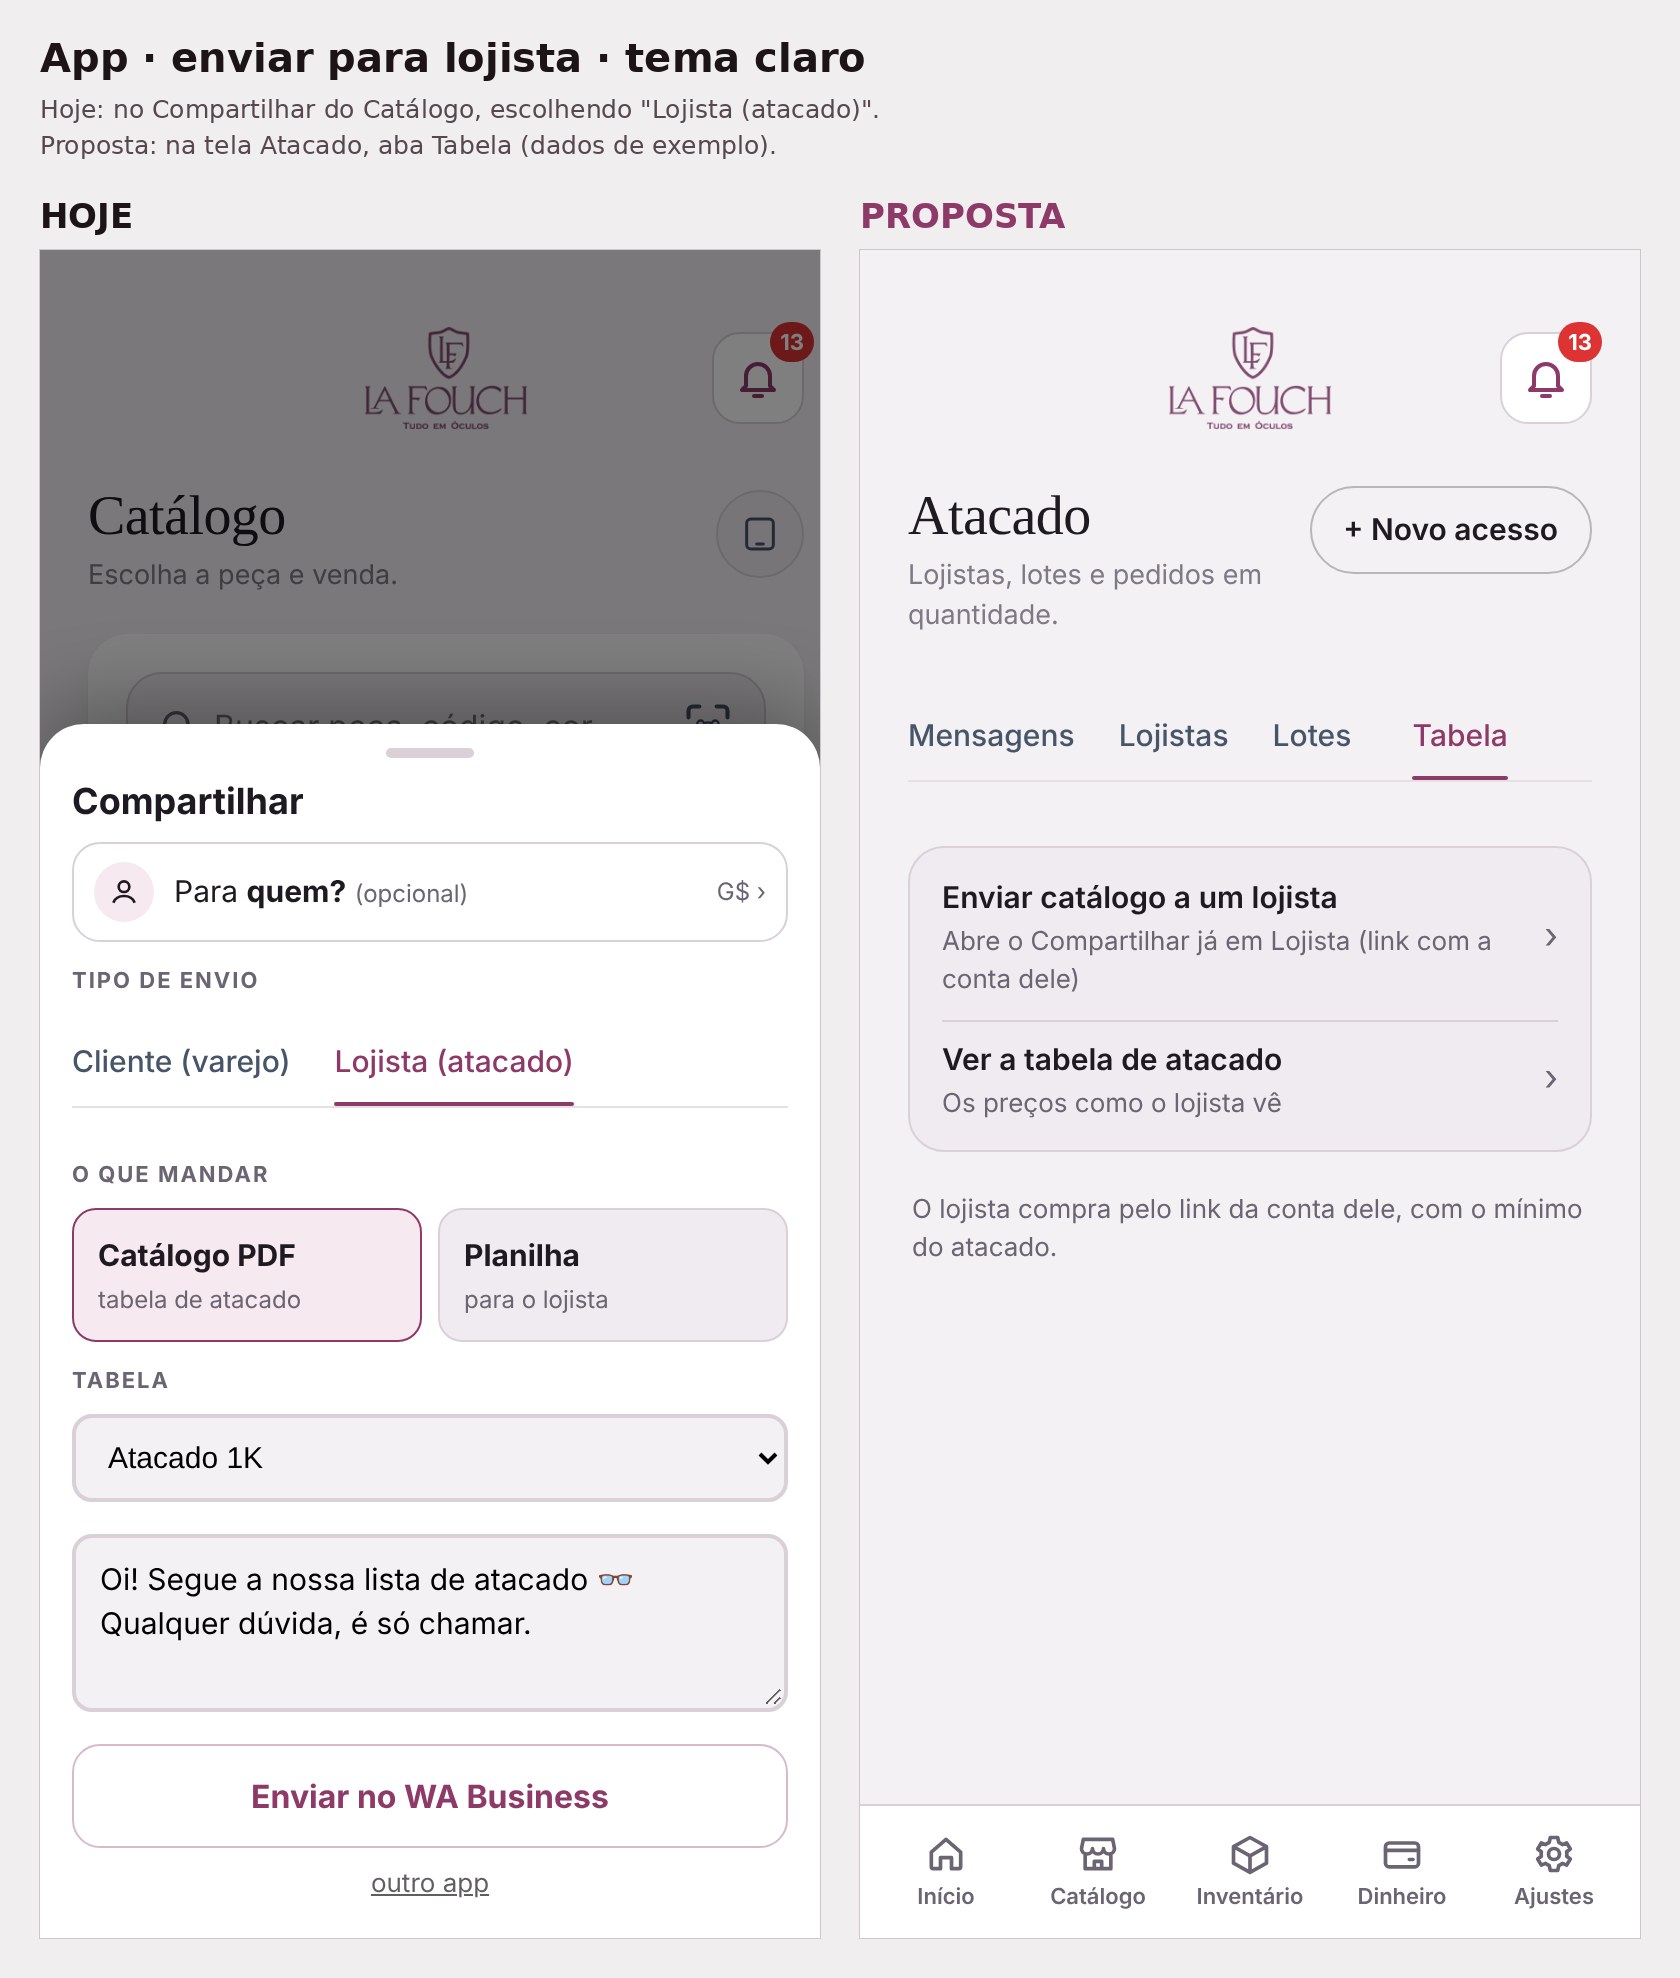 App · enviar para lojista · tema claro
Hoje: no Compartilhar do Catálogo, escolhendo "Lojista (atacado)".
Proposta: na tela Atacado, aba Tabela (dados de exemplo).
HOJE
LF
LA FOUCH
TUDO EM ÓCULOS
13
Catálogo
Escolha a peça e venda.
Buscar peça, código, cor
Compartilhar
Para quem? (opcional)
G$ ›
TIPO DE ENVIO
Cliente (varejo)
Lojista (atacado)
O QUE MANDAR
Catálogo PDF
tabela de atacado
Planilha
para o lojista
TABELA
Atacado 1K
Oi! Segue a nossa lista de atacado 👓
Qualquer dúvida, é só chamar.
Enviar no WA Business
outro app
PROPOSTA
LF
LA FOUCH
TUDO EM ÓCULOS
13
Atacado
+ Novo acesso
Lojistas, lotes e pedidos em
quantidade.
Mensagens
Lojistas
Lotes
Tabela
Enviar catálogo a um lojista
Abre o Compartilhar já em Lojista (link com a
conta dele)
›
Ver a tabela de atacado
Os preços como o lojista vê
›
O lojista compra pelo link da conta dele, com o mínimo
do atacado.
Início
Catálogo
Inventário
Dinheiro
Ajustes